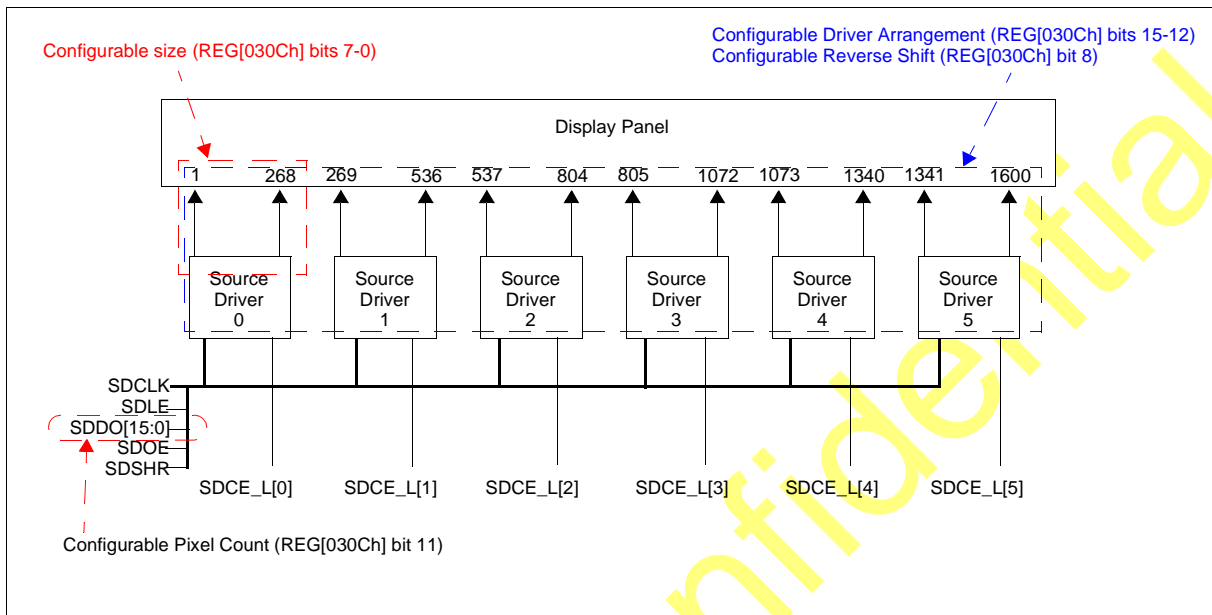 Configurable size (REG[030Ch] bits 7-0)
Configurable Driver Arrangement (REG[030Ch] bits 15-12)
Configurable Reverse Shift (REG[030Ch] bit 8)
Display Panel
1 268 269 536 537 804 805 1072 1073 1340 1341 1600
Source Driver 0
Source Driver 1
Source Driver 2
Source Driver 3
Source Driver 4
Source Driver 5
SDCLK
SDLE
SDDO[15:0]
SDOE
SDSHR
SDCE_L[0] SDCE_L[1] SDCE_L[2] SDCE_L[3] SDCE_L[4] SDCE_L[5]
Configurable Pixel Count (REG[030Ch] bit 11)
nfidential